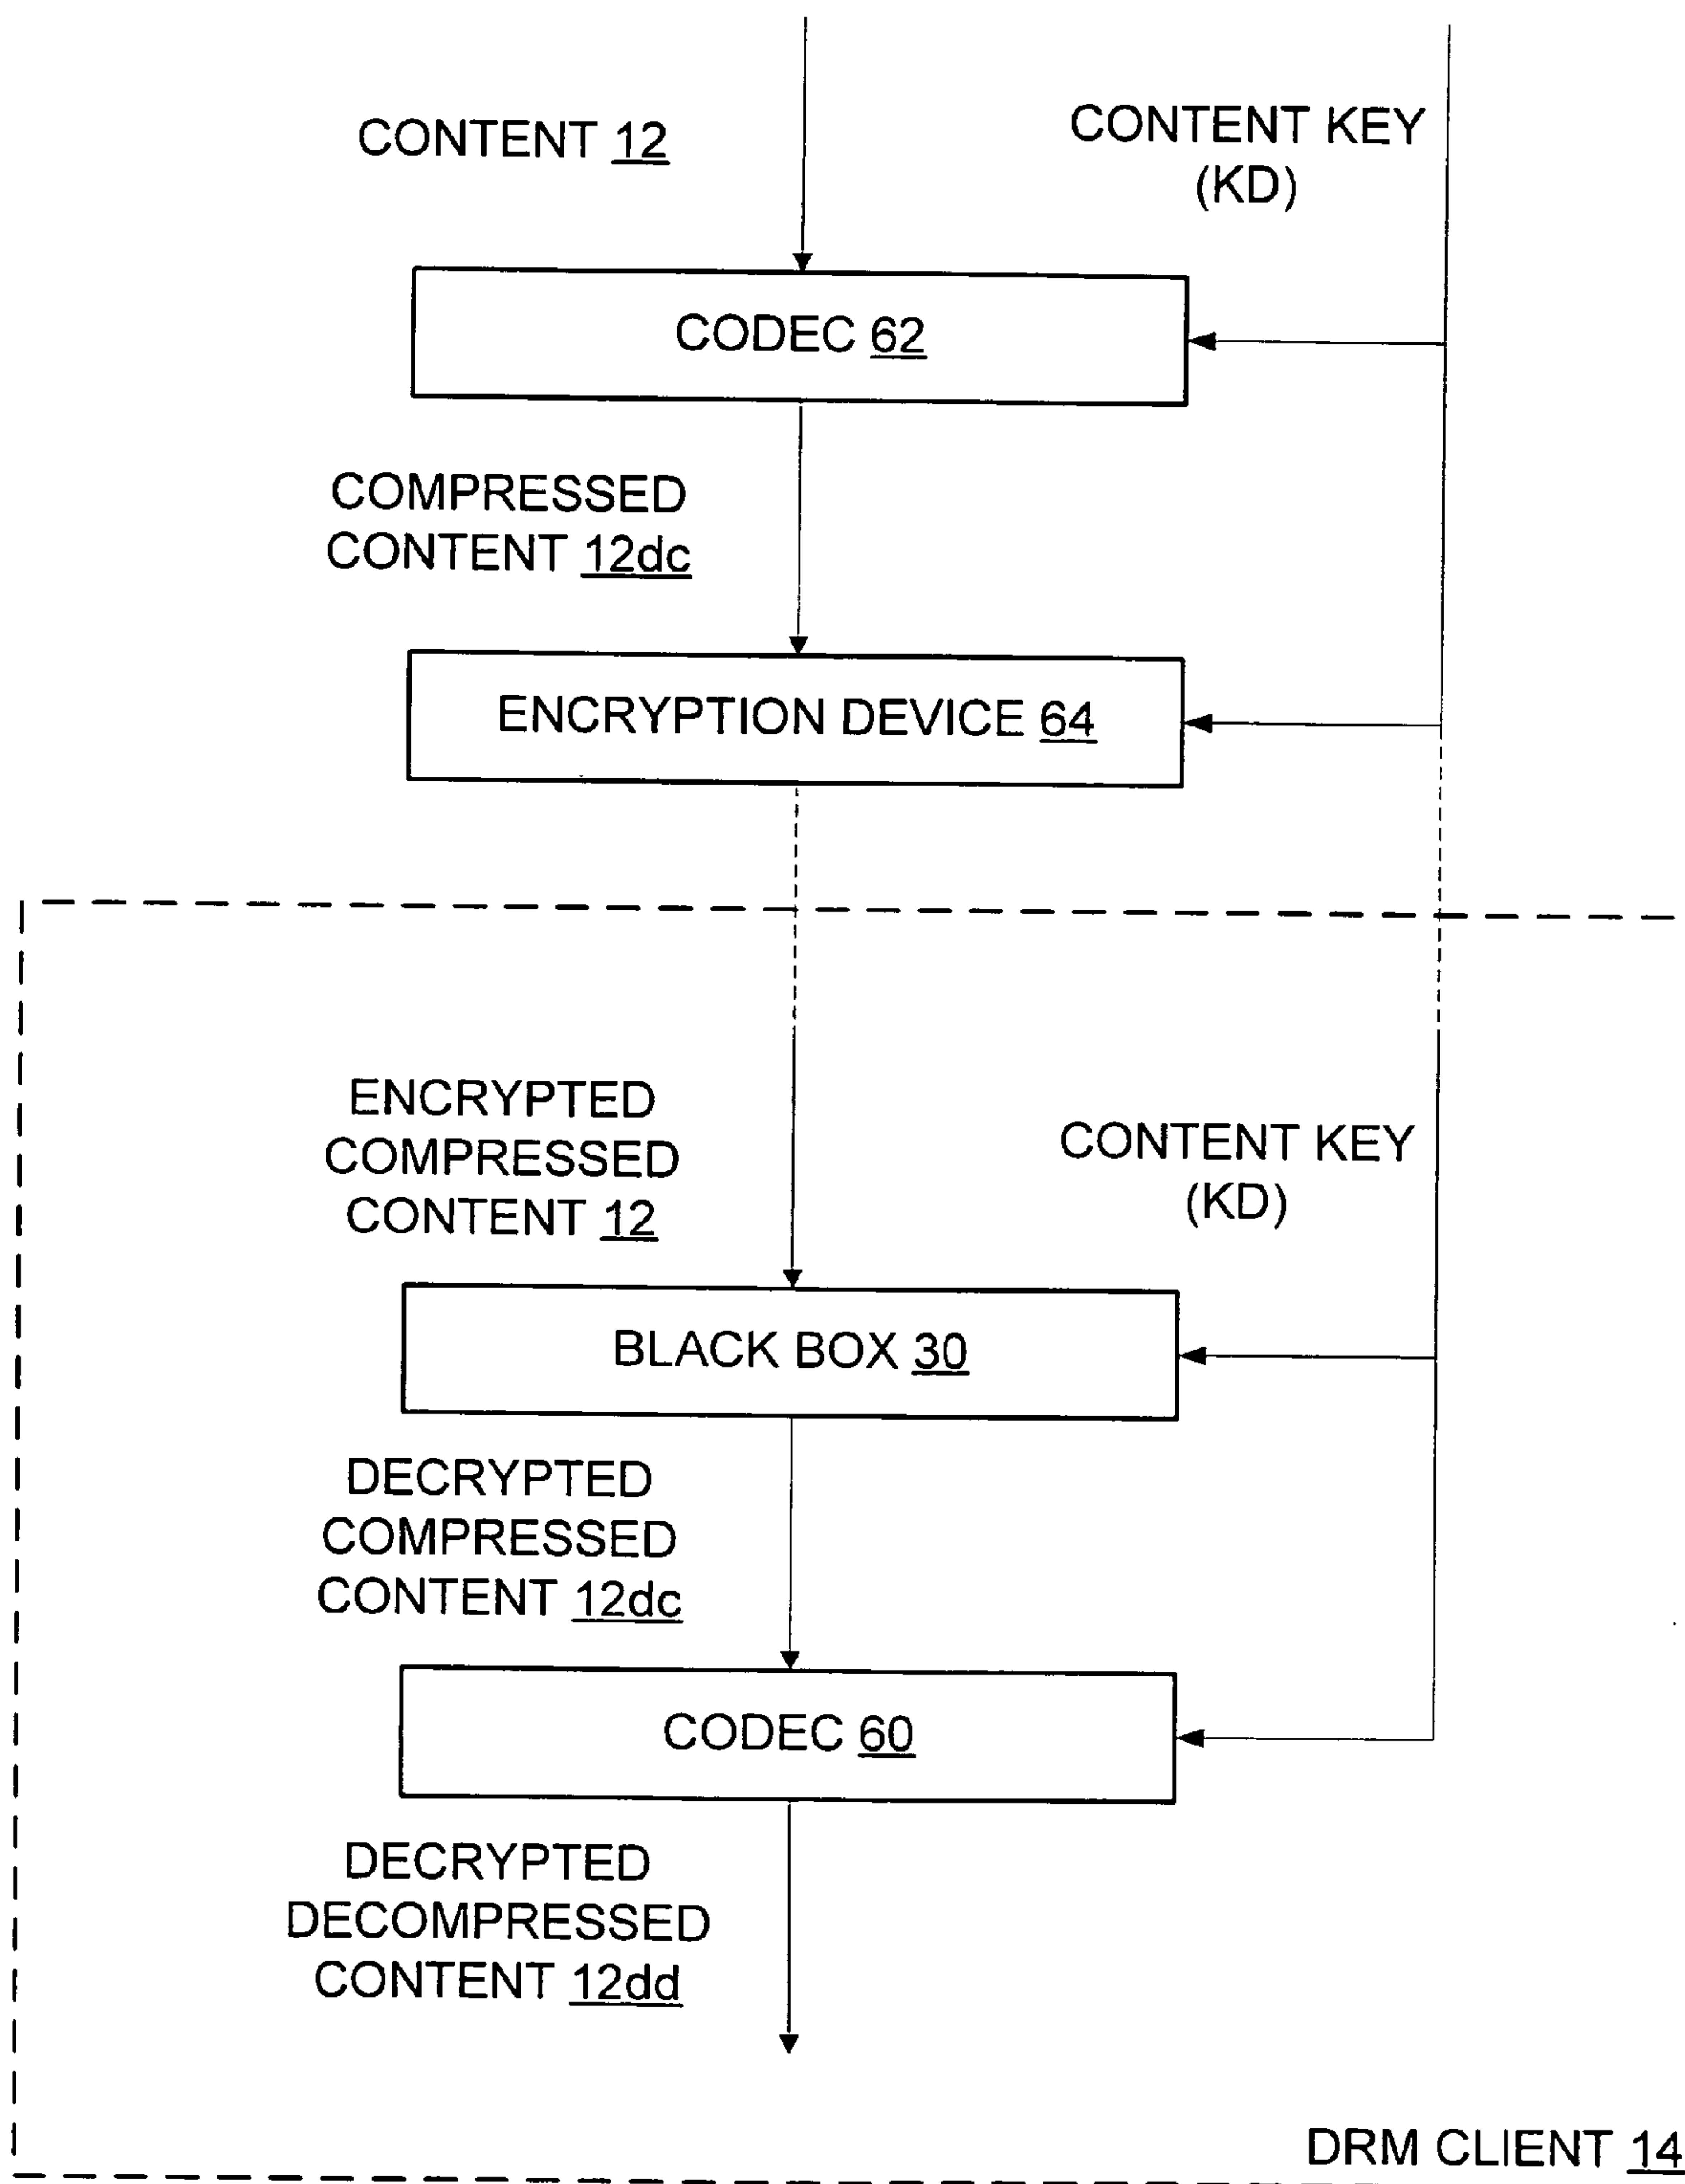 CONTENT 12
CONTENT KEY
(KD)
CODEC 62
COMPRESSED
CONTENT 12dc
ENCRYPTION DEVICE 64
ENCRYPTED
COMPRESSED
CONTENT 12
CONTENT KEY
(KD)
BLACK BOX 30
DECRYPTED
COMPRESSED
CONTENT 12dc
CODEC 60
DECRYPTED
DECOMPRESSED
CONTENT 12dd
DRM CLIENT 14